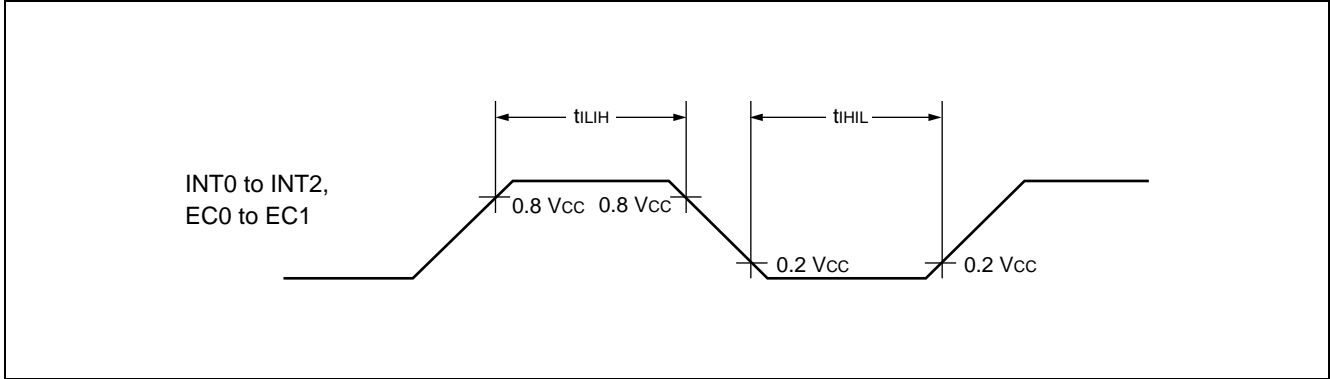 tILIH
tIHIL
INT0 to INT2,
EC0 to EC1
0.8 VCC
0.8 VCC
0.2 VCC
0.2 VCC